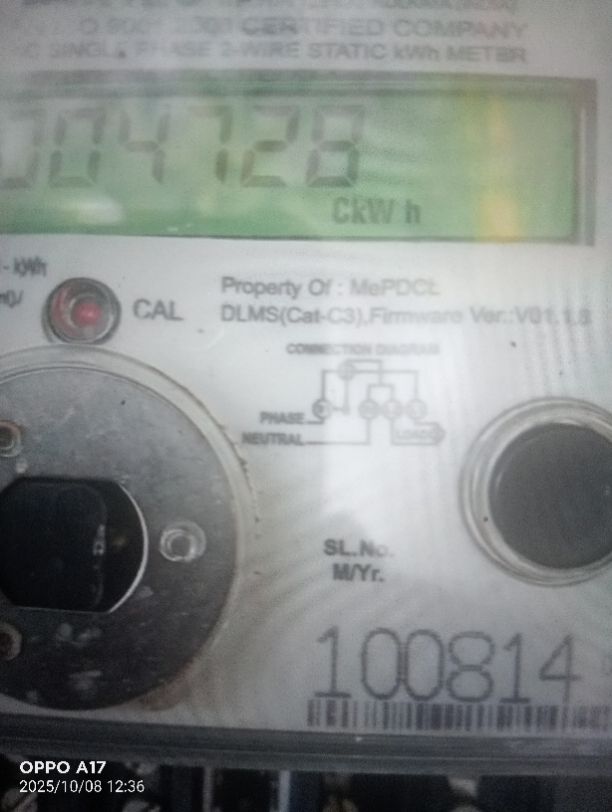 CERTIFIED COMPANY
SINGLE PHASE 2-WIRE STATIC kWh METER
004728
CkW h
- kWh
CAL
Property Of : MePDCL
DLMS(Cat-C3),Firmware Ver.:V01.1.8
CONNECTION DIAGRAM
PHASE
NEUTRAL
LOAD
SL.No.
M/Yr.
100814
OPPO A17
2025/10/08 12:36